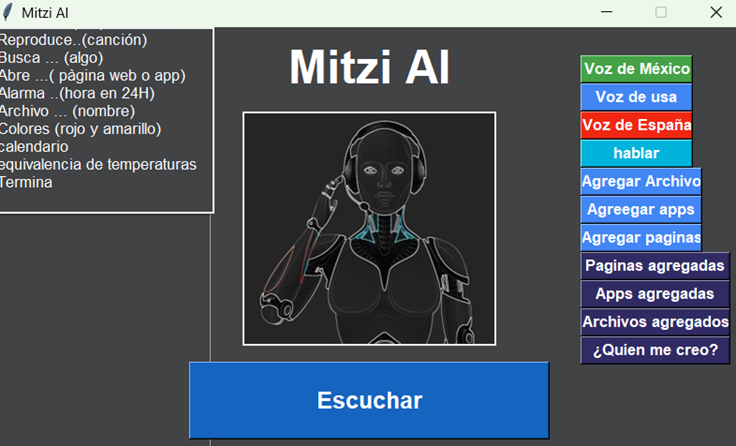 Mitzi AI
Reproduce..(canción)
Busca ... (algo)
Abre ...( pàgina web o app)
Alarma ..(hora en 24H)
Archivo ... (nombre)
Colores (rojo y amarillo)
calendario
equivalencia de temperaturas
Termina
Mitzi AI
Escuchar
Voz de México
Voz de usa
Voz de España
hablar
Agregar Archivo
Agreegar apps
Agregar paginas
Paginas agregadas
Apps agregadas
Archivos agregados
¿Quien me creo?